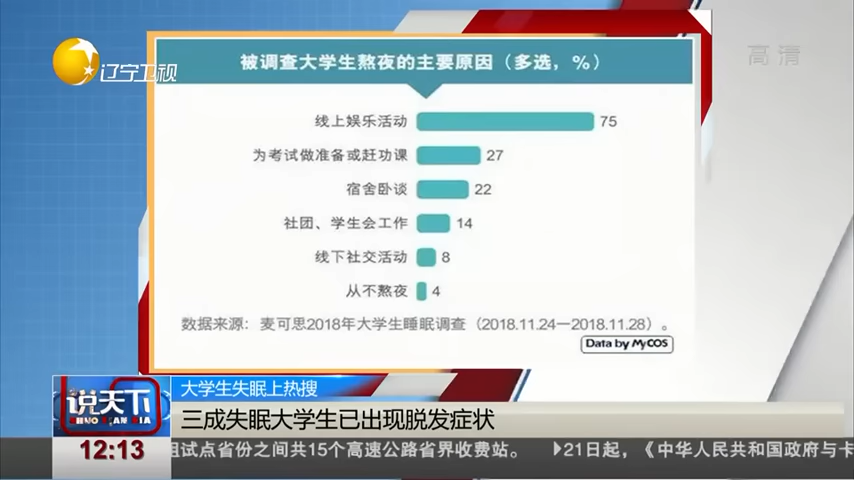 辽宁卫视
高清
被调查大学生熬夜的主要原因（多选，%）
线上娱乐活动 75
为考试做准备或赶功课 27
宿舍卧谈 22
社团、学生会工作 14
线下社交活动 8
从不熬夜 4
数据来源：麦可思2018年大学生睡眠调查（2018.11.24—2018.11.28）。
Data by MyCOS
大学生失眠上热搜
说天下
SHUO TIAN XIA
三成失眠大学生已出现脱发症状
12:13
组试点省份之间共15个高速公路省界收费站。 21日起，《中华人民共和国政府与卡